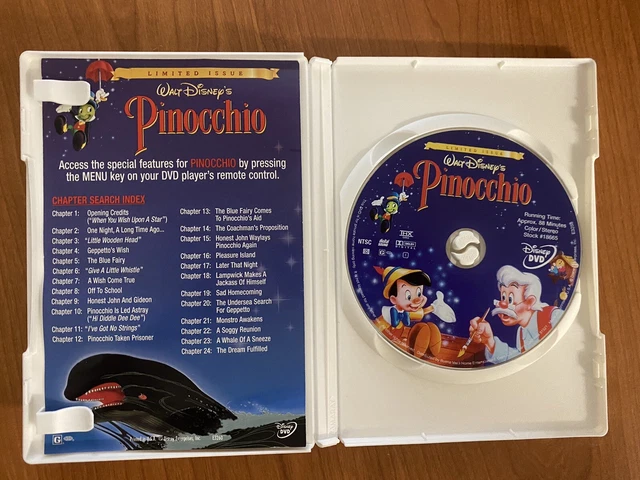 LIMITED ISSUE
WALT DISNEY'S
Pinocchio
Access the special features for PINOCCHIO by pressing
the MENU key on your DVD player's remote control.
CHAPTER SEARCH INDEX
Chapter 1: Opening Credits
("When You Wish Upon A Star")
Chapter 2: One Night, A Long Time Ago...
Chapter 3: "Little Wooden Head"
Chapter 4: Geppetto's Wish
Chapter 5: The Blue Fairy
Chapter 6: "Give A Little Whistle"
Chapter 7: A Wish Come True
Chapter 8: Off To School
Chapter 9: Honest John And Gideon
Chapter 10: Pinocchio Is Led Astray
("Hi Diddle Dee Dee")
Chapter 11: "I've Got No Strings"
Chapter 12: Pinocchio Taken Prisoner
Chapter 13: The Blue Fairy Comes
To Pinocchio's Aid
Chapter 14: The Coachman's Proposition
Chapter 15: Honest John Waylays
Pinocchio Again
Chapter 16: Pleasure Island
Chapter 17: Later That Night
Chapter 18: Lampwick Makes A
Jackass Of Himself
Chapter 19: Sad Homecoming
Chapter 20: The Undersea Search
For Geppetto
Chapter 21: Monstro Awakens
Chapter 22: A Soggy Reunion
Chapter 23: A Whale Of A Sneeze
Chapter 24: The Dream Fulfilled
G
Printed in U.S.A. © Disney Enterprises, Inc.
Disney
DVD
LIMITED ISSUE
WALT DISNEY'S
Pinocchio
Running Time:
Approx. 88 Minutes
Color / Stereo
Stock #18665
NTSC
THX
Disney
DVD